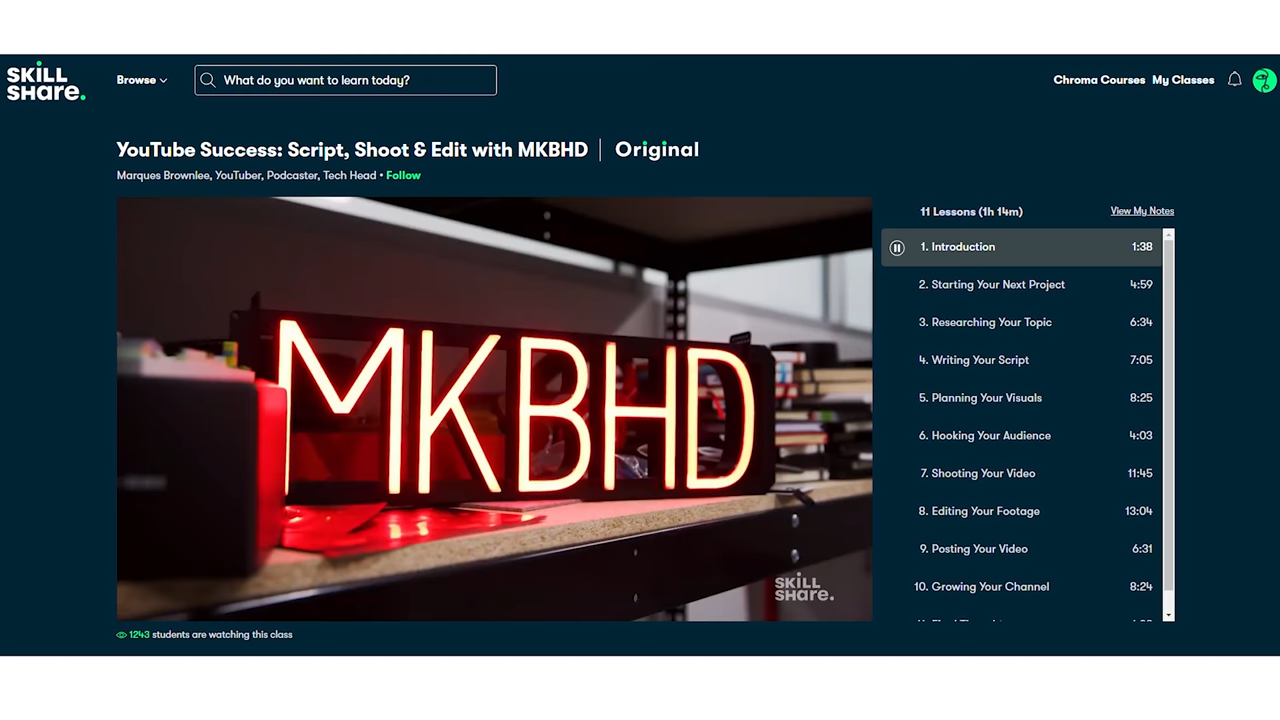 SKILL
SHare.
Browse
What do you want to learn today?
Chroma Courses
My Classes
YouTube Success: Script, Shoot & Edit with MKBHD
Original
Marques Brownlee, YouTuber, Podcaster, Tech Head • Follow
MKBHD
SKILL
SHare.
1243 students are watching this class
11 Lessons (1h 14m)
View My Notes
1. Introduction 1:38
2. Starting Your Next Project 4:59
3. Researching Your Topic 6:34
4. Writing Your Script 7:05
5. Planning Your Visuals 8:25
6. Hooking Your Audience 4:03
7. Shooting Your Video 11:45
8. Editing Your Footage 13:04
9. Posting Your Video 6:31
10. Growing Your Channel 8:24